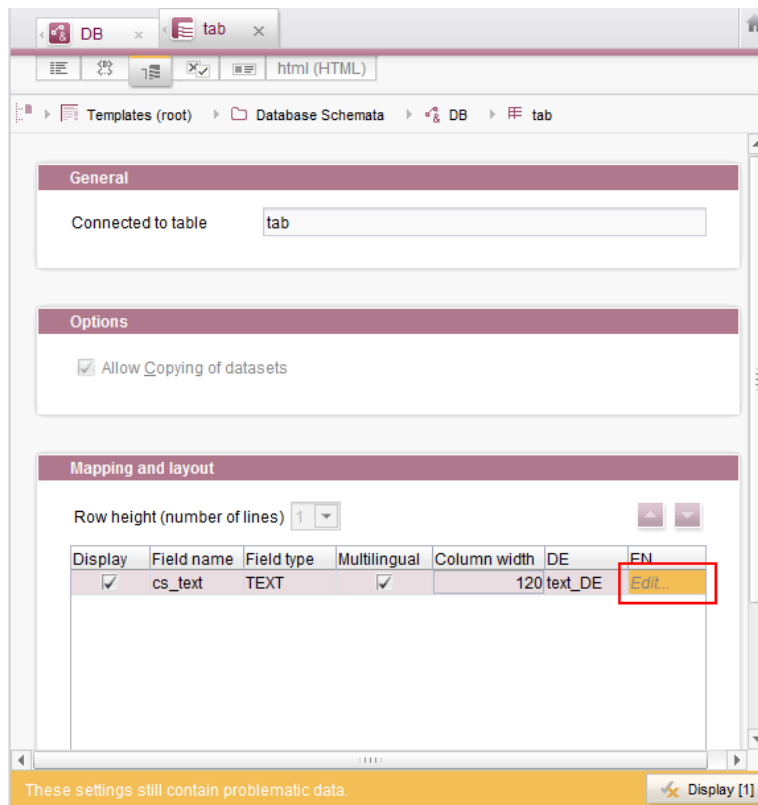 DB × tab ×
html (HTML)
Templates (root) Database Schemata DB tab
General
Connected to table tab
Options
Allow Copying of datasets
Mapping and layout
Row height (number of lines) 1
Display Field name Field type Multilingual Column width DE EN
cs_text TEXT 120 text_DE Edit...
These settings still contain problematic data. Display [1]